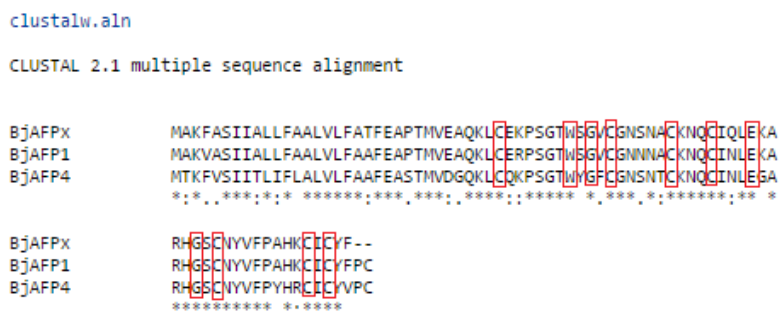 clustalw.aln
CLUSTAL 2.1 multiple sequence alignment
BjAFPx MAKFASIIALLFAALVLFATFEAPTMVEAQKLCEKPSGTWSGVCGNSNACKNQCIQLEKA
BjAFP1 MAKVASIITLLFAALVLFAAFEAPTMVEAQKLCERPSGTWSGVCGNNNACKNQCINLEKA
BjAFP4 MTKFVSIITLIFLALVLFAAFEASTMVDGQKLCQKPSGTWYGFCGNSNTCKNQCINLEGA
*:*..***:*:* ******:***.***:.****::***** *.***.*:******:** *
BjAFPx RHGSCNYVFPAHKCICYF--
BjAFP1 RHGSCNYVFPAHKCICYFPC
BjAFP4 RHGSCNYVFPYHRCICYVPC
********** *:****